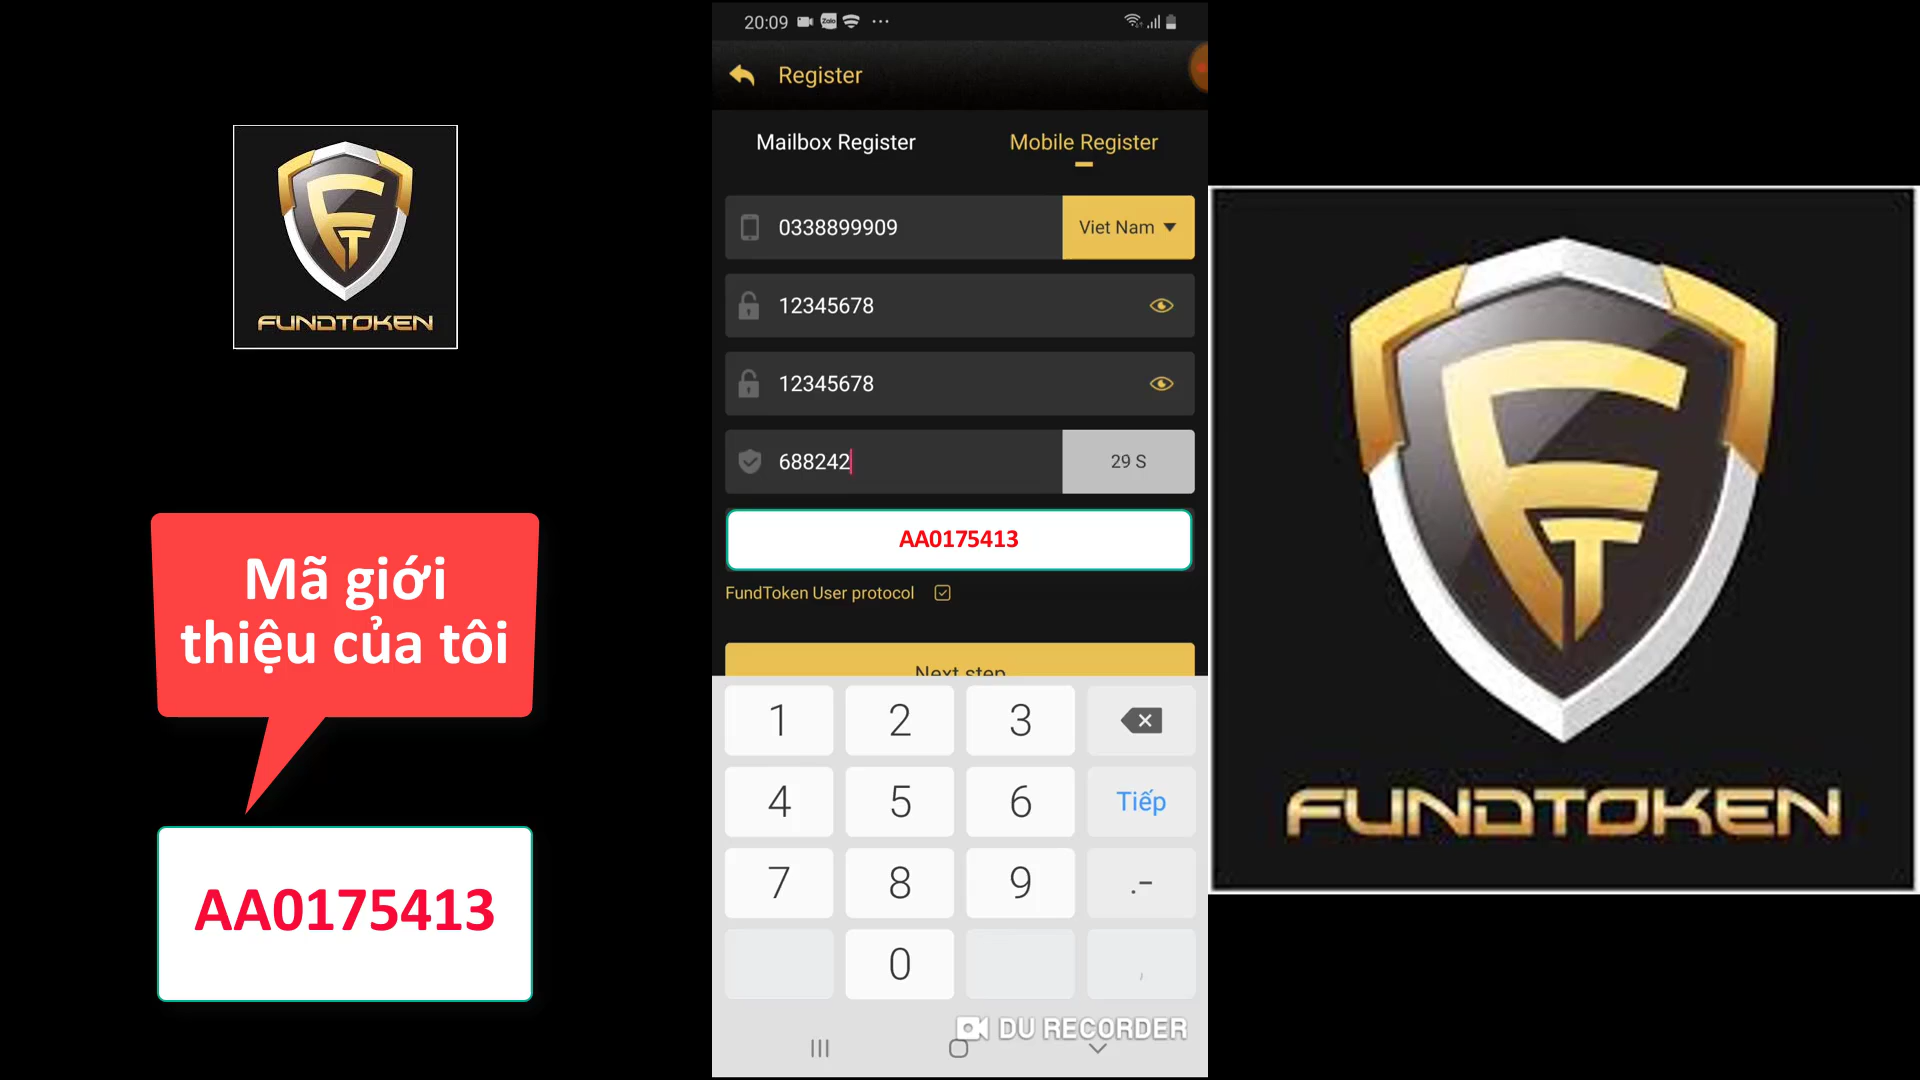 FUNDTOKEN
Mã giới
thiệu của tôi
AA0175413
20:09
Zalo
Register
Mailbox Register
Mobile Register
0338899909
Viet Nam
12345678
12345678
688242
29 S
AA0175413
FundToken User protocol
Next step
1 2 3
4 5 6 Tiếp
7 8 9 .-
0 ,
DU RECORDER
FUNDTOKEN